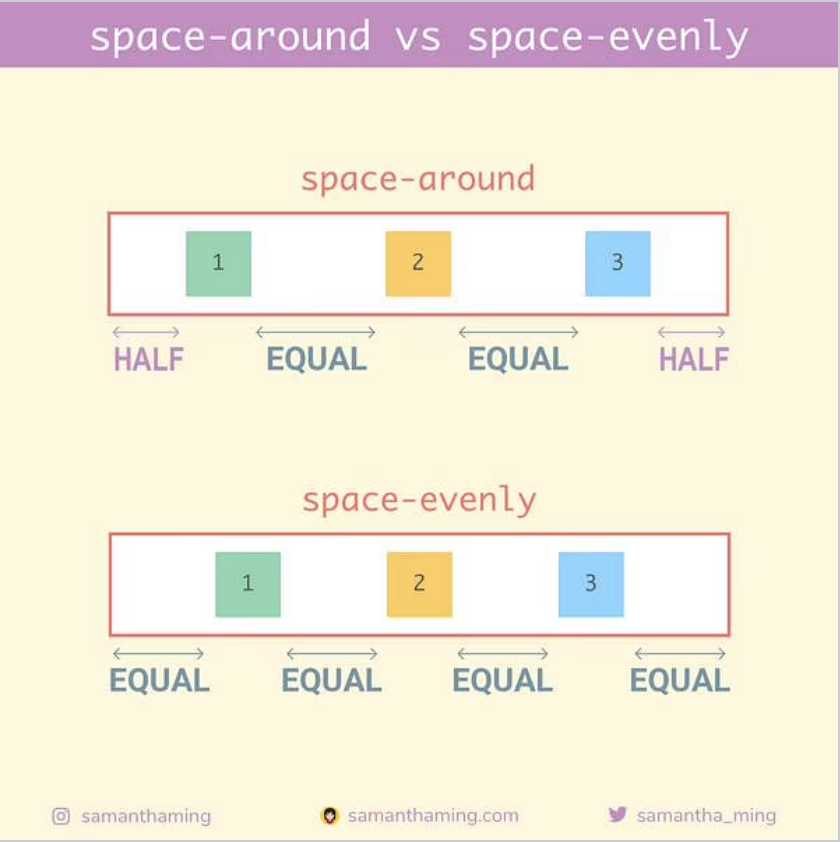 space-around vs space-evenly
space-around
1 2 3
HALF EQUAL EQUAL HALF
space-evenly
1 2 3
EQUAL EQUAL EQUAL EQUAL
samanthaming samanthaming.com samantha_ming